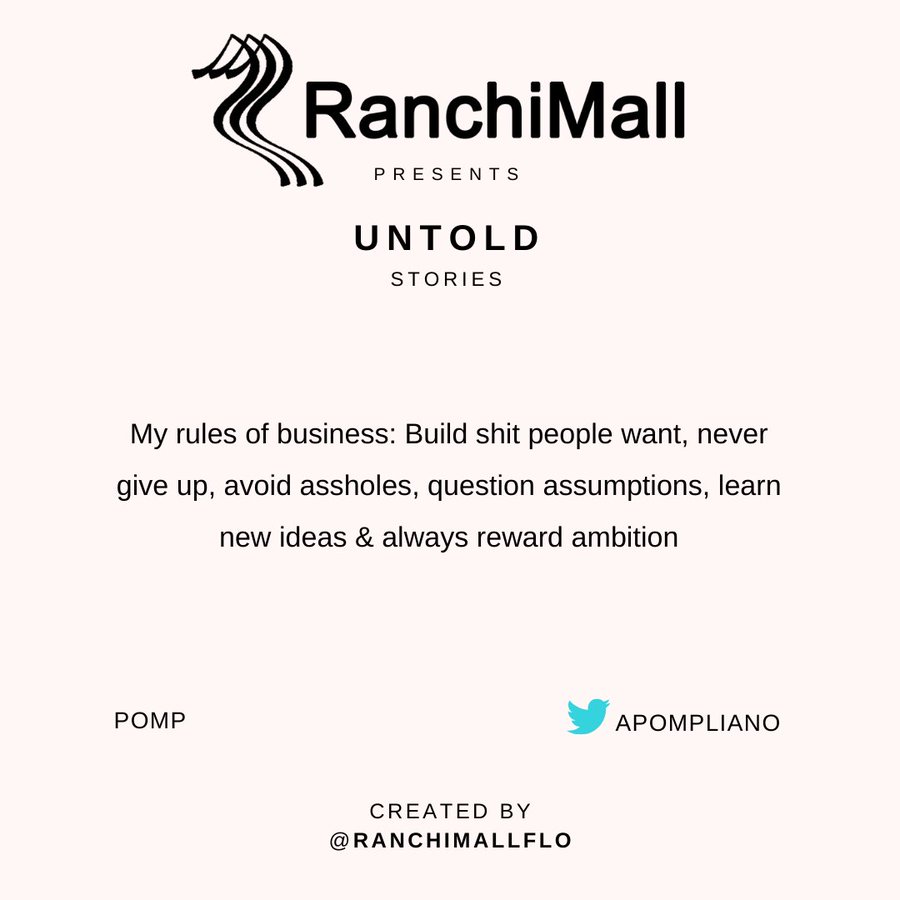 RanchiMall
PRESENTS
UNTOLD
STORIES
My rules of business: Build shit people want, never
give up, avoid assholes, question assumptions, learn
new ideas & always reward ambition
POMP
APOMPLIANO
CREATED BY
@RANCHIMALLFLO